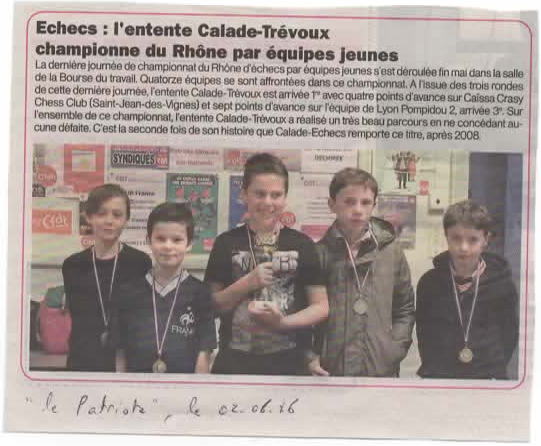 Echecs : l'entente Calade-Trévoux
championne du Rhône par équipes jeunes
La dernière journée de championnat du Rhône d'échecs par équipes jeunes s'est déroulée fin mai dans la salle
de la Bourse du travail. Quatorze équipes se sont affrontées dans ce championnat. A l'issue des trois rondes
de cette dernière journée, l'entente Calade-Trévoux est arrivée 1re avec quatre points d'avance sur Caïssa Crasy
Chess Club (Saint-Jean-des-Vignes) et sept points d'avance sur l'équipe de Lyon Pompidou 2, arrivée 3e. Sur
l'ensemble de ce championnat, l'entente Calade-Trévoux a réalisé un très beau parcours en ne concédant au-
cune défaite. C'est la seconde fois de son histoire que Calade-Echecs remporte ce titre, après 2008.
SYNDIQUÉS
cgt
cfdt
FRANCE
"le Patriote", le 02.06.16